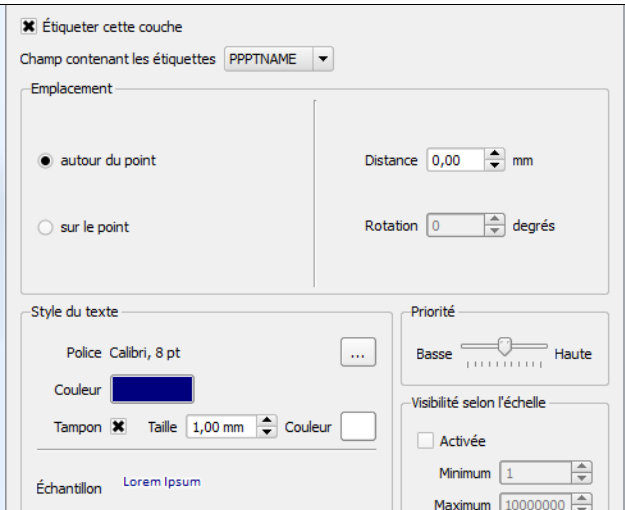 Étiqueter cette couche
Champ contenant les étiquettes PPPTNAME
Emplacement
autour du point
Distance 0,00 mm
sur le point
Rotation 0 degrés
Style du texte
Police Calibri, 8 pt ...
Couleur
Tampon Taille 1,00 mm Couleur
Échantillon Lorem Ipsum
Priorité
Basse Haute
Visibilité selon l'échelle
Activée
Minimum 1
Maximum 10000000